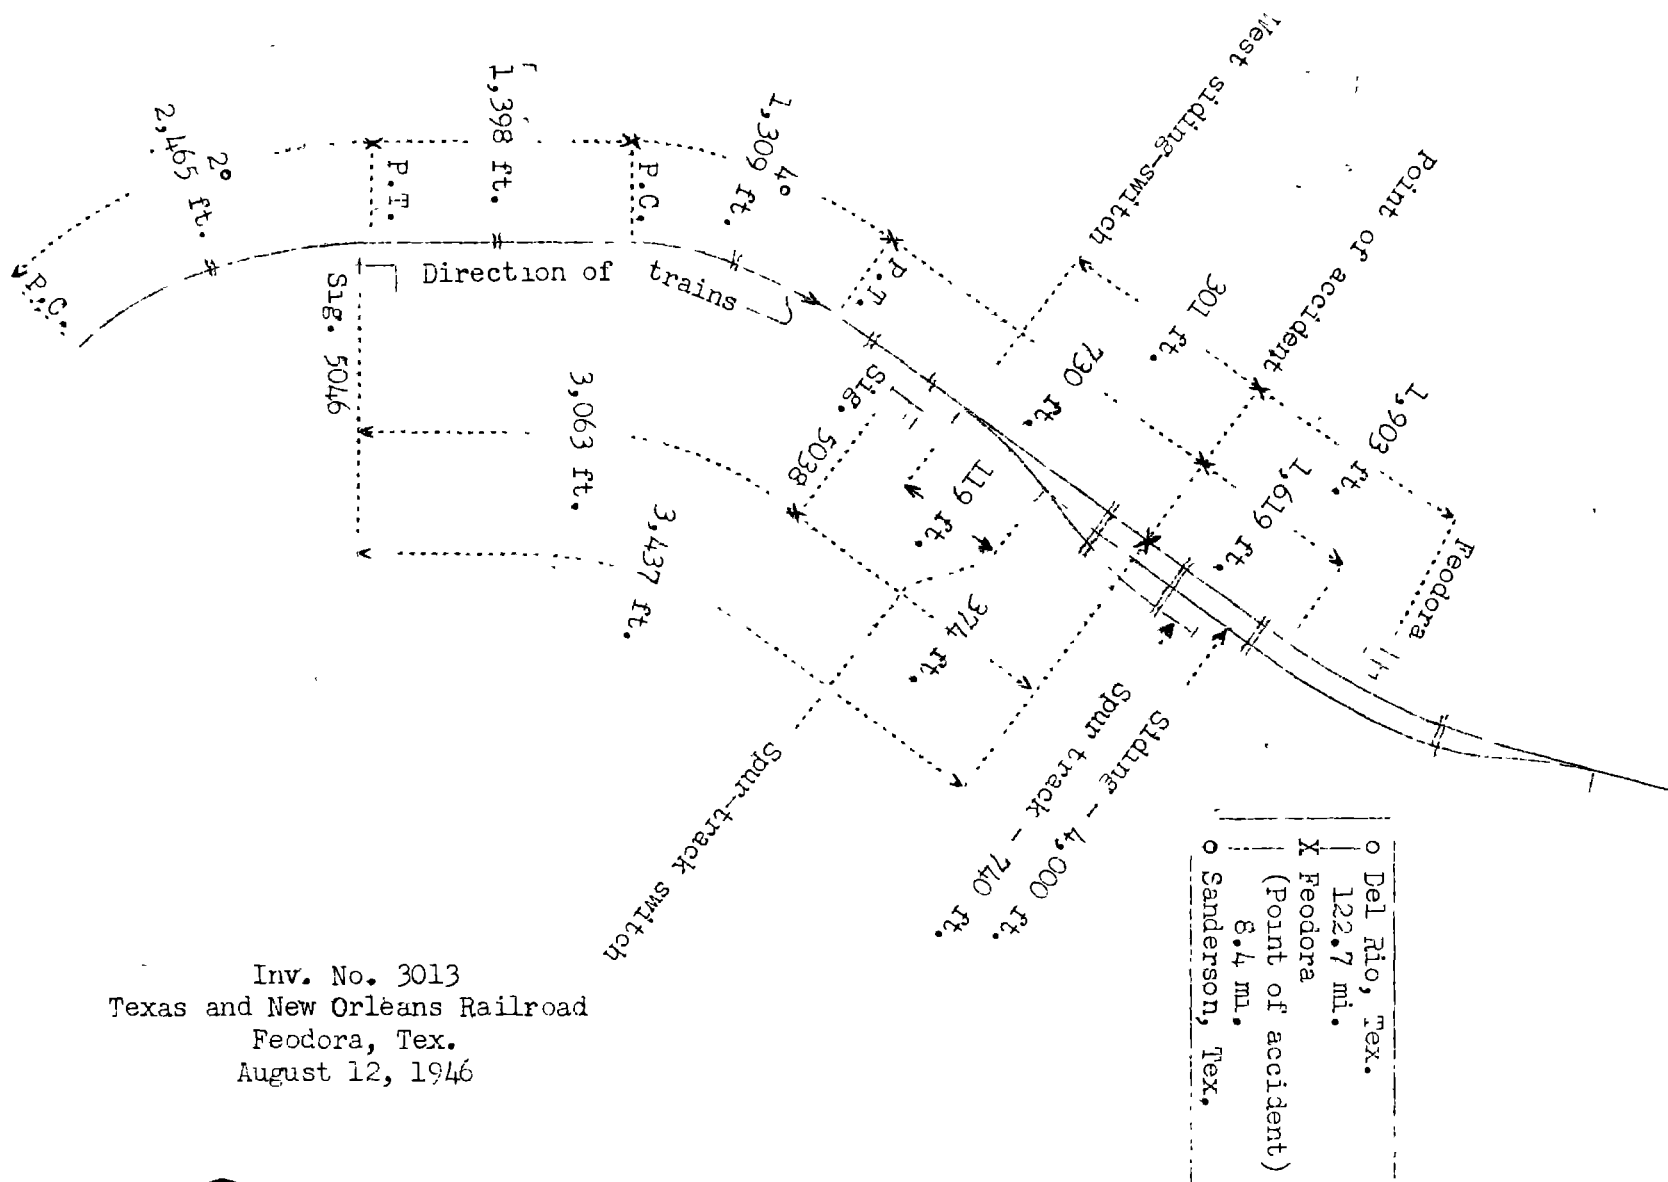 West siding-switch
Point of accident
1,398 ft.
1,309 ft.
4°
2,465 ft.
2°
P.T.
P.C.
P.T.
P.C.
301 ft.
1,903 ft.
730 ft.
1,619 ft.
Feodora
Direction of trains
Sig. 5046
Sig. 5038
3,063 ft.
119 ft.
3,437 ft.
374 ft.
Spur-track switch
Spur track - 740 ft.
Siding - 4,000 ft.
o Del Rio, Tex.
122.7 mi.
X Feodora
(Point of accident)
8.4 mi.
o Sanderson, Tex.
Inv. No. 3013
Texas and New Orleans Railroad
Feodora, Tex.
August 12, 1946